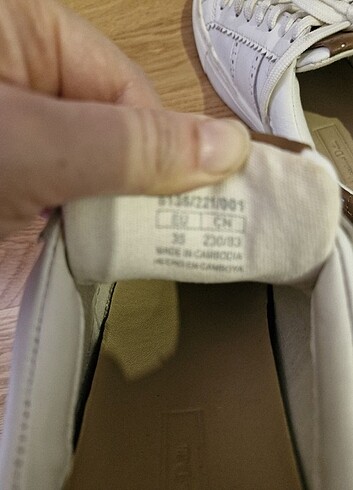 6136/221/001
EU CN
35 230/83
MADE IN CAMBODIA
HECHO EN CAMBOYA